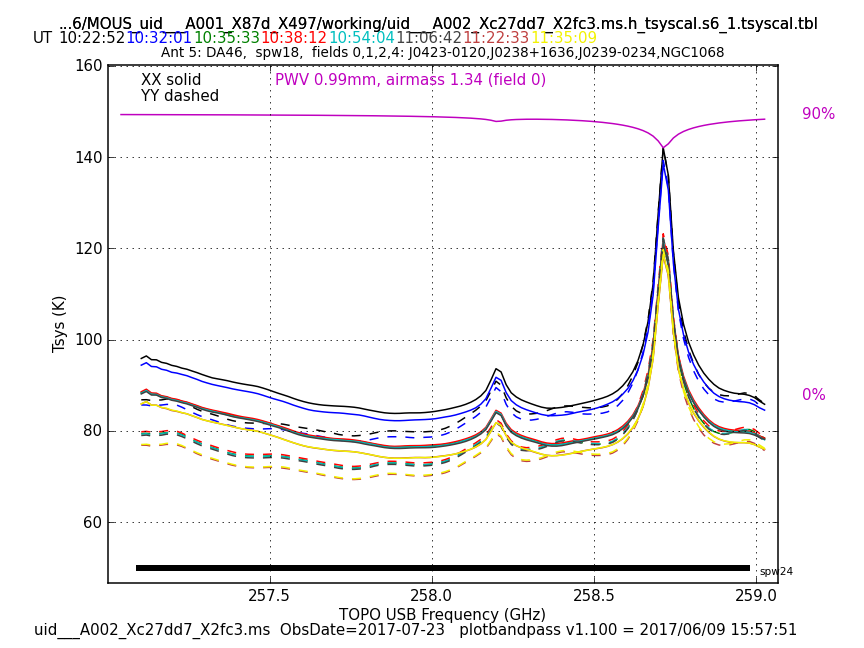 ...6/MOUS_uid___A001_X87d_X497/working/uid___A002_Xc27dd7_X2fc3.ms.h_tsyscal.s6_1.tsyscal.tbl
UT 10:22:52 10:32:01 10:35:33 10:38:12 10:54:04 11:06:42 11:22:33 11:35:09
Ant 5: DA46, spw18, fields 0,1,2,4: J0423-0120,J0238+1636,J0239-0234,NGC1068
160
XX solid
PWV 0.99mm, airmass 1.34 (field 0)
YY dashed
90%
140
120
Tsys (K)
100
0%
80
60
spw24
257.5 258.0 258.5 259.0
TOPO USB Frequency (GHz)
uid___A002_Xc27dd7_X2fc3.ms ObsDate=2017-07-23 plotbandpass v1.100 = 2017/06/09 15:57:51